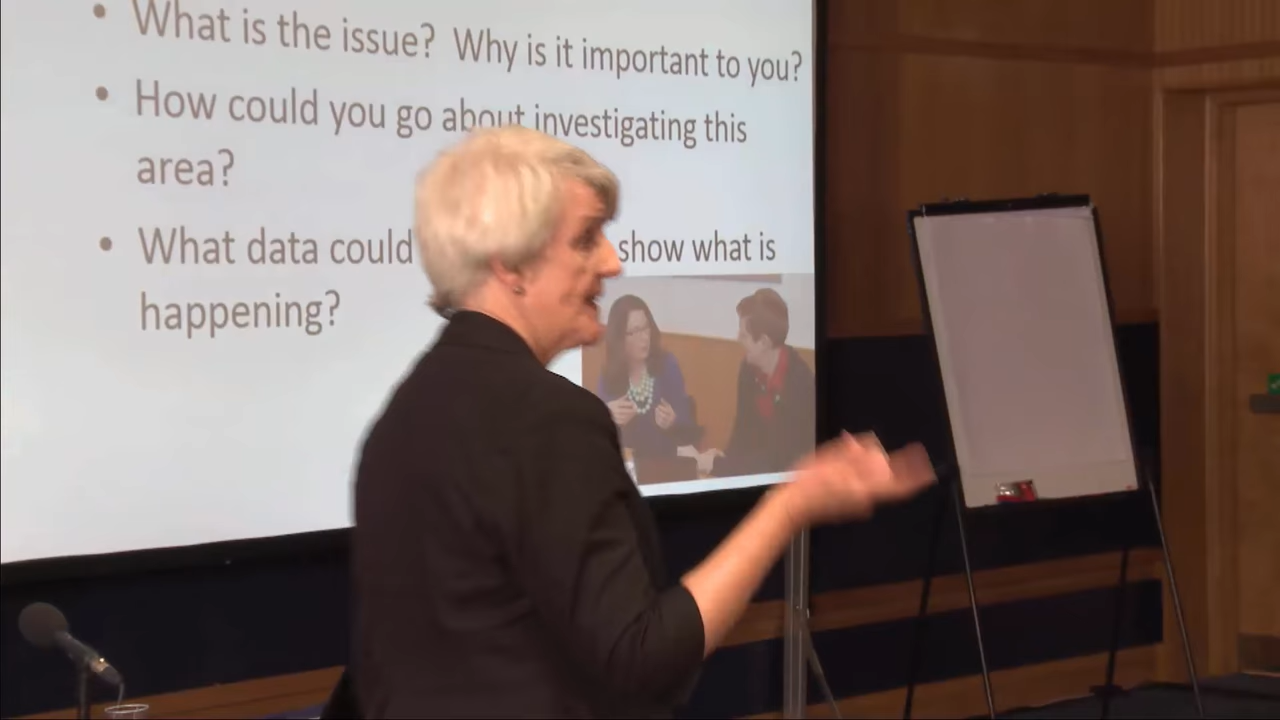 • What is the issue? Why is it important to you?
• How could you go about investigating this
area?
• What data could show what is
happening?